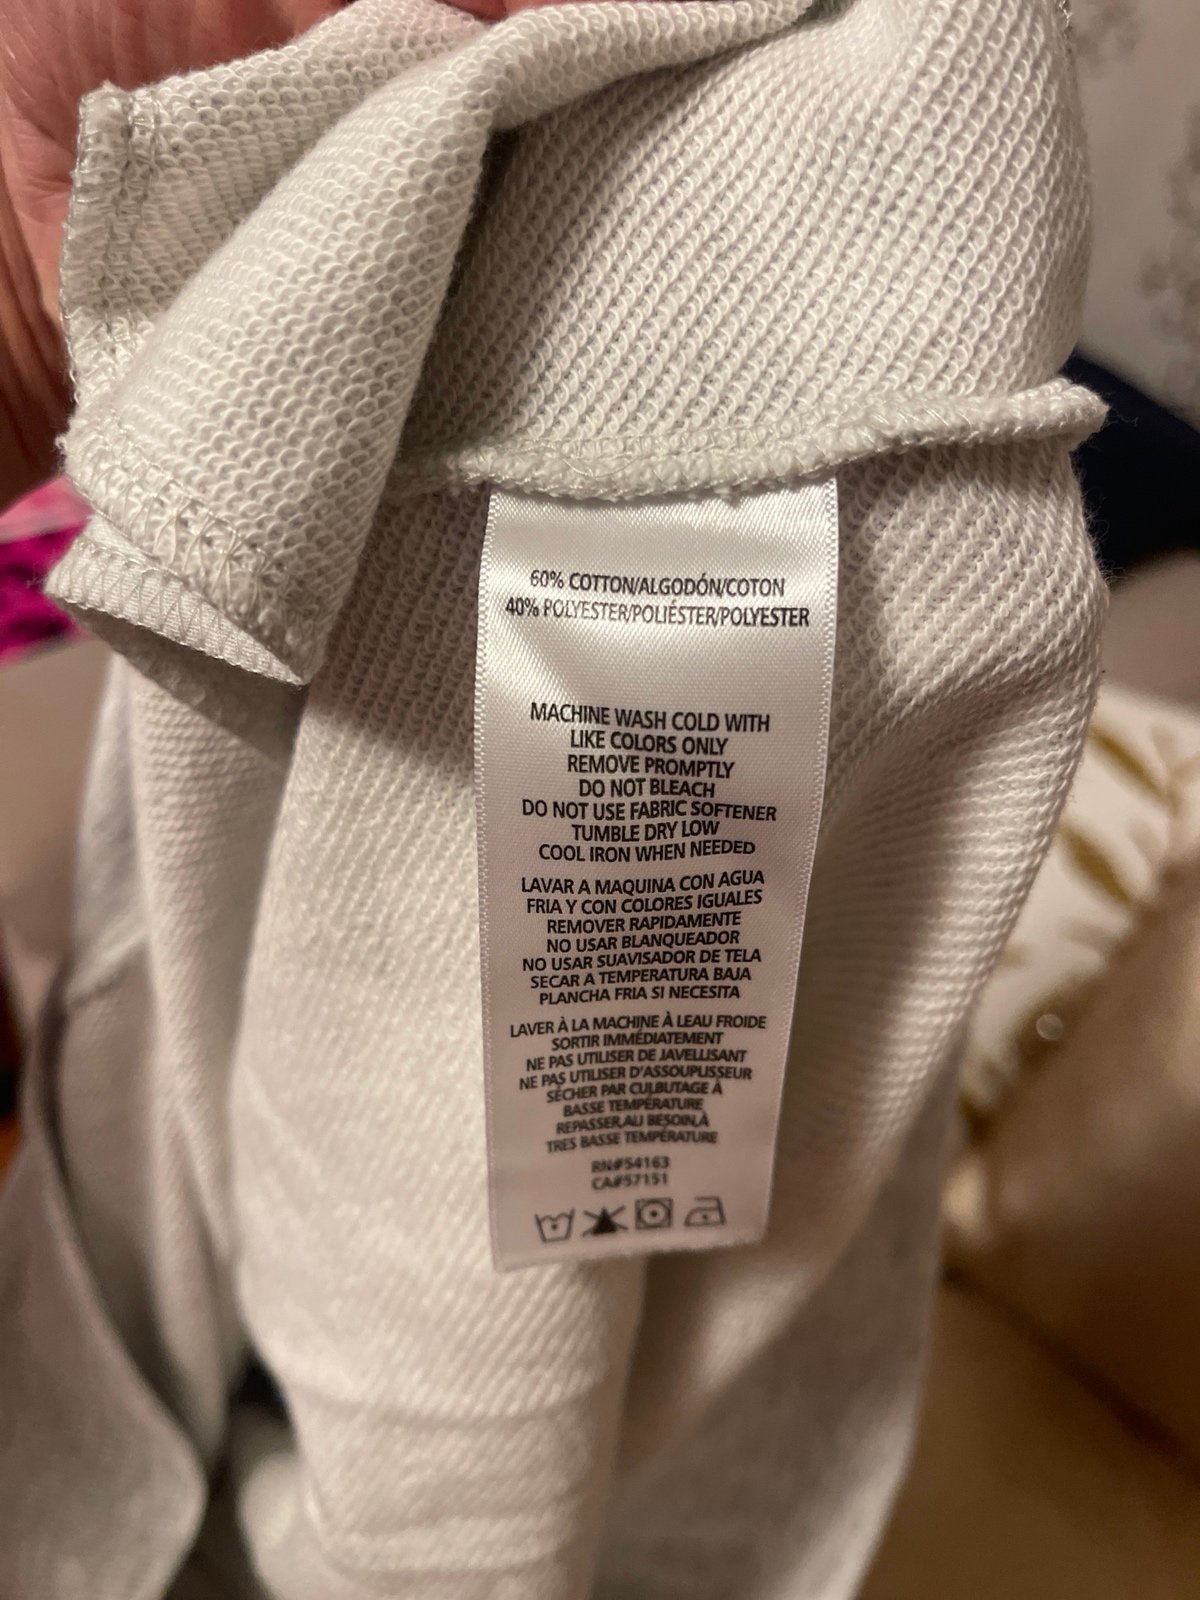 60% COTTON/ALGODÓN/COTON
40% POLYESTER/POLIÉSTER/POLYESTER
MACHINE WASH COLD WITH
LIKE COLORS ONLY
REMOVE PROMPTLY
DO NOT BLEACH
DO NOT USE FABRIC SOFTENER
TUMBLE DRY LOW
COOL IRON WHEN NEEDED
LAVAR A MAQUINA CON AGUA
FRIA Y CON COLORES IGUALES
REMOVER RAPIDAMENTE
NO USAR BLANQUEADOR
NO USAR SUAVISADOR DE TELA
SECAR A TEMPERATURA BAJA
PLANCHA FRIA SI NECESITA
LAVER À LA MACHINE À LEAU FROIDE
SORTIR IMMÉDIATEMENT
NE PAS UTILISER DE JAVELLISANT
NE PAS UTILISER D'ASSOUPLISSEUR
SÉCHER PAR CULBUTAGE À
BASSE TEMPÉRATURE
REPASSER,AU BESOIN,À
TRES BASSE TEMPÉRATURE
RN#54163
CA#57151